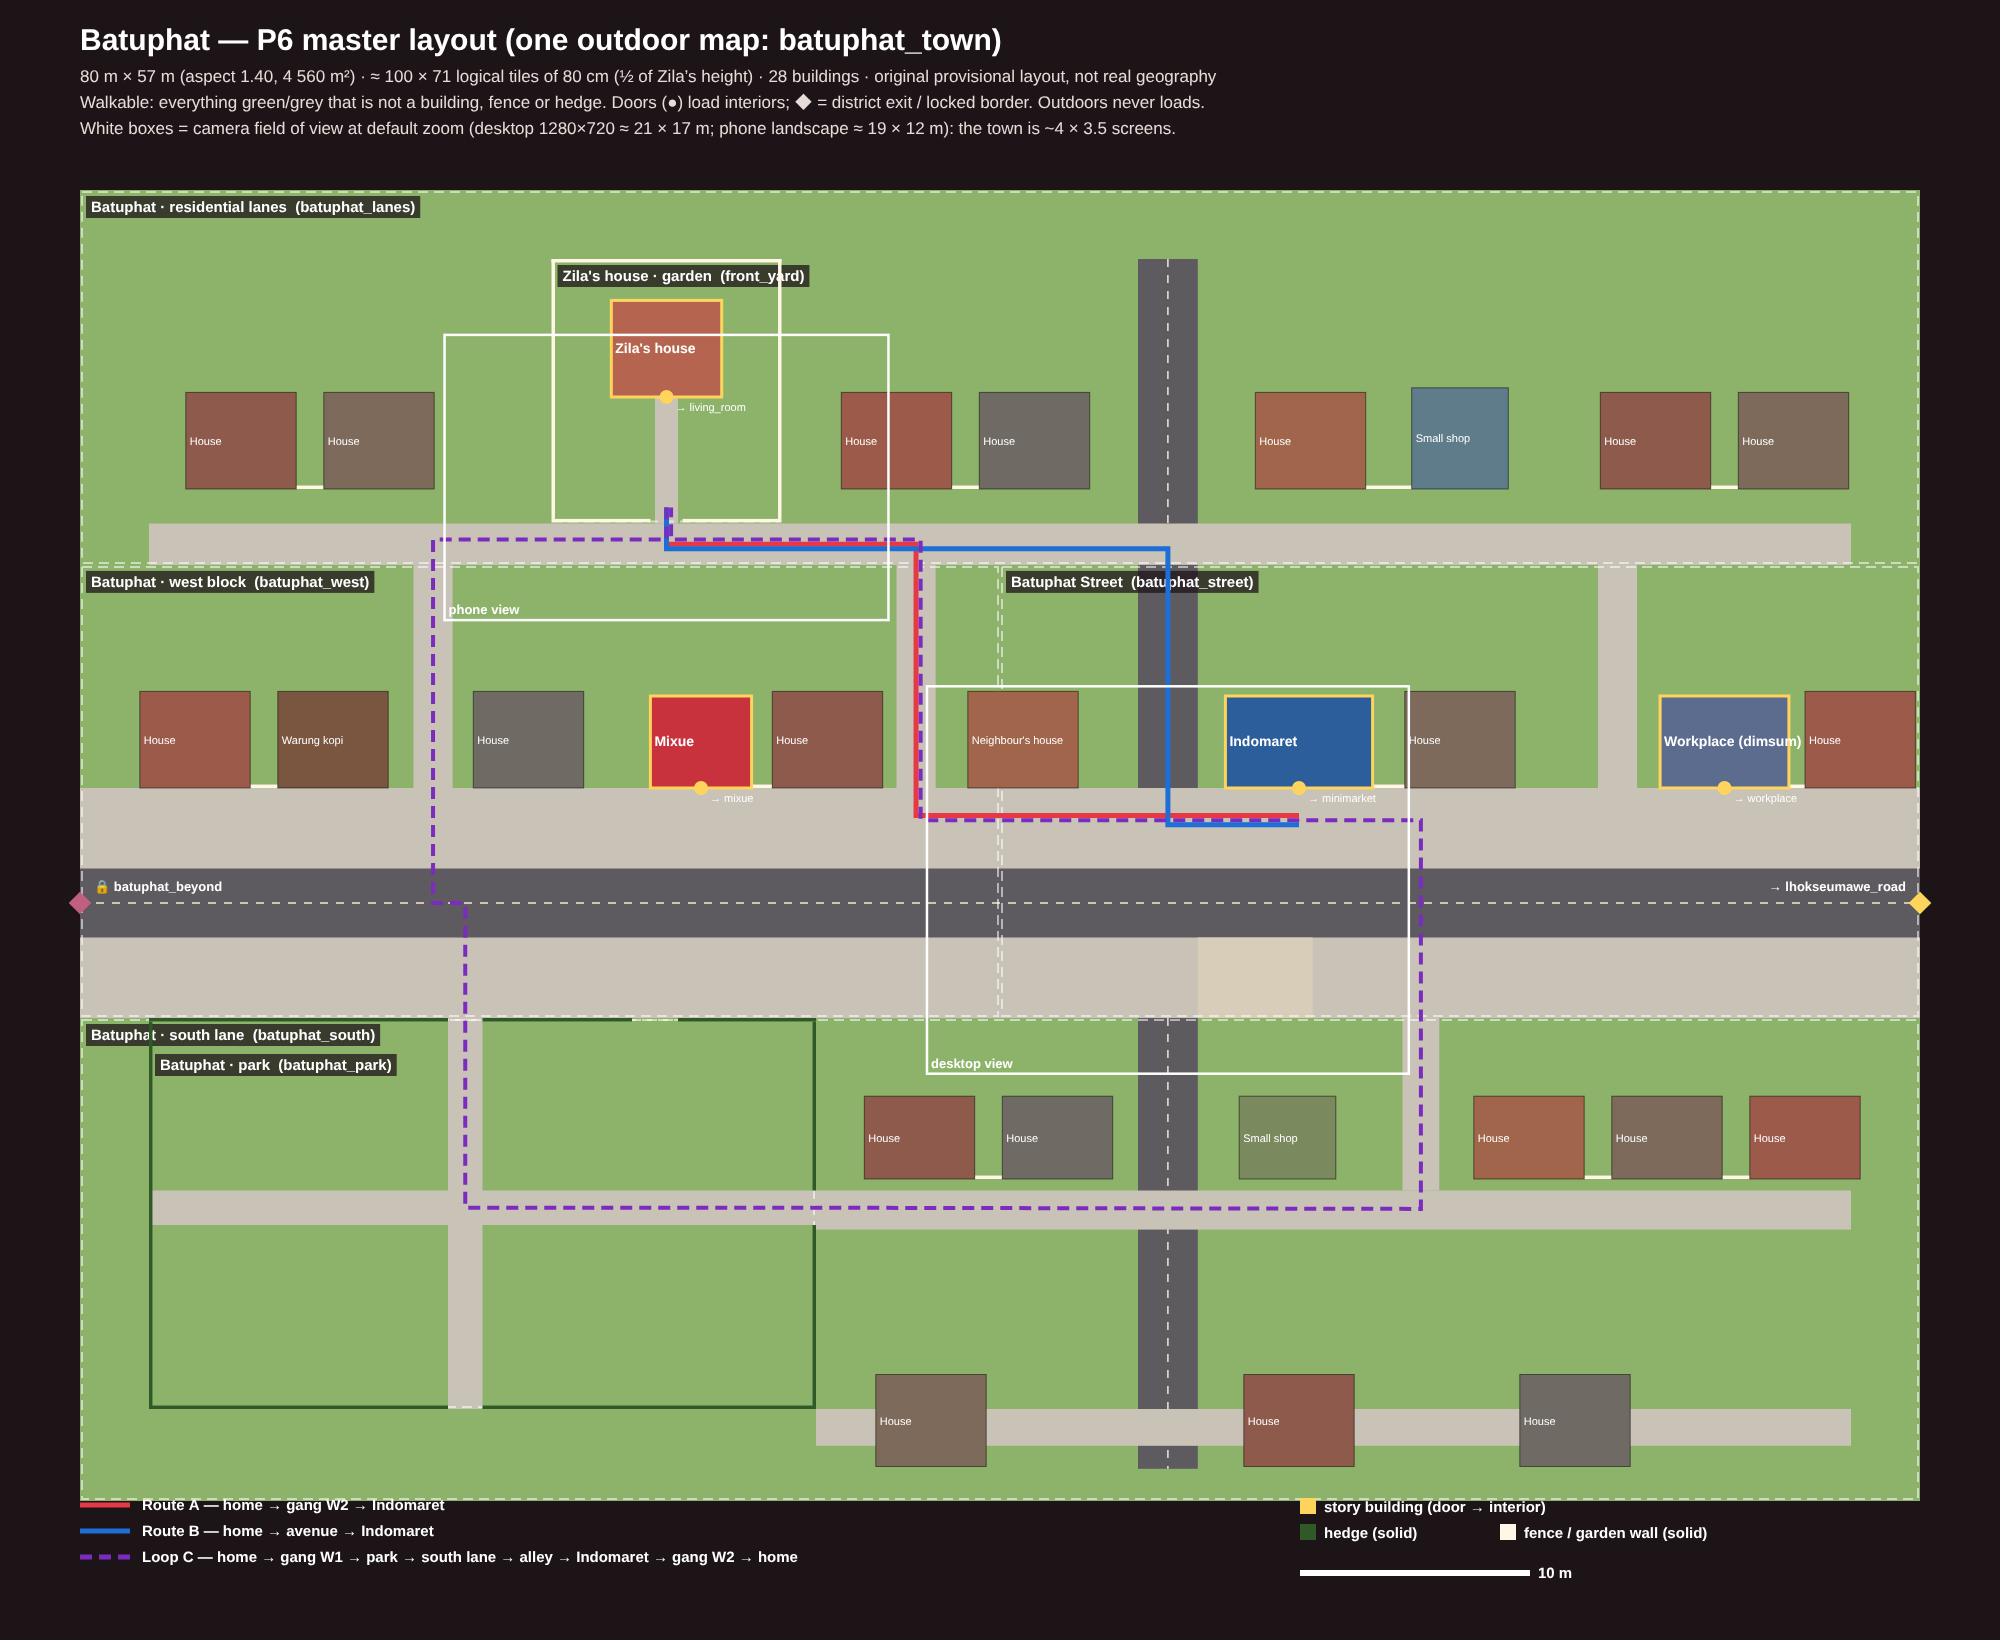 Batuphat — P6 master layout (one outdoor map: batuphat_town)
80 m × 57 m (aspect 1.40, 4 560 m²) · ≈ 100 × 71 logical tiles of 80 cm (½ of Zila's height) · 28 buildings · original provisional layout, not real geography
Walkable: everything green/grey that is not a building, fence or hedge. Doors (●) load interiors; ◆ = district exit / locked border. Outdoors never loads.
White boxes = camera field of view at default zoom (desktop 1280×720 ≈ 21 × 17 m; phone landscape ≈ 19 × 12 m): the town is ~4 × 3.5 screens.
Batuphat · residential lanes (batuphat_lanes)
Zila's house · garden (front_yard)
Zila's house
→ living_room
House
House
House
House
House
Small shop
House
House
Batuphat · west block (batuphat_west)
Batuphat Street (batuphat_street)
phone view
House
Warung kopi
House
Mixue
House
Neighbour's house
Indomaret
House
Workplace (dimsum)
House
→ mixue
→ minimarket
→ workplace
🔒 batuphat_beyond
→ lhokseumawe_road
Batuphat · south lane (batuphat_south)
Batuphat · park (batuphat_park)
desktop view
House
House
Small shop
House
House
House
House
House
House
Route A — home → gang W2 → Indomaret
Route B — home → avenue → Indomaret
Loop C — home → gang W1 → park → south lane → alley → Indomaret → gang W2 → home
story building (door → interior)
hedge (solid)
fence / garden wall (solid)
10 m